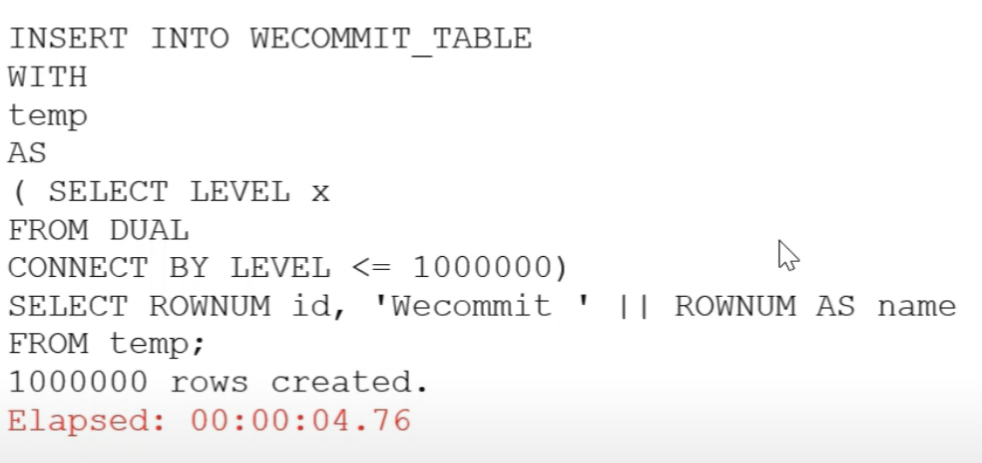 INSERT INTO WECOMMIT_TABLE
WITH
temp
AS
( SELECT LEVEL x
FROM DUAL
CONNECT BY LEVEL <= 1000000)
SELECT ROWNUM id, 'Wecommit ' || ROWNUM AS name
FROM temp;
1000000 rows created.
Elapsed: 00:00:04.76